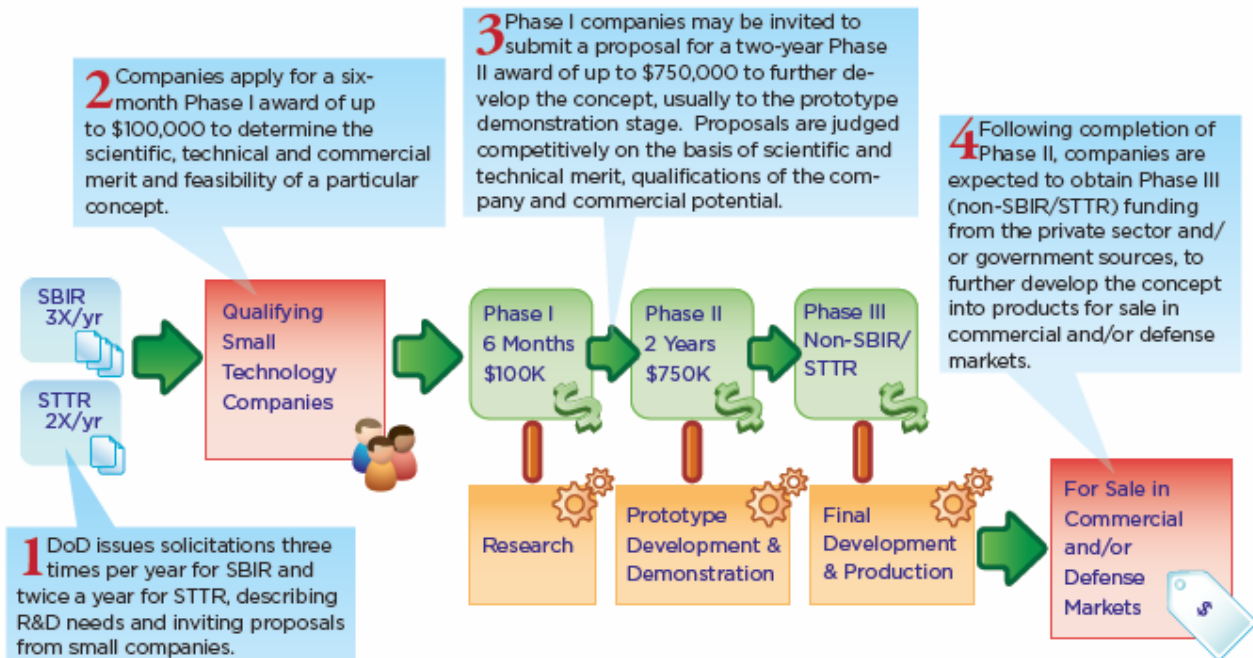 2 Companies apply for a six-
month Phase I award of up
to $100,000 to determine the
scientific, technical and commercial
merit and feasibility of a particular
concept.
3 Phase I companies may be invited to
submit a proposal for a two-year Phase
II award of up to $750,000 to further de-
velop the concept, usually to the prototype
demonstration stage. Proposals are judged
competitively on the basis of scientific and
technical merit, qualifications of the com-
pany and commercial potential.
4 Following completion of
Phase II, companies are
expected to obtain Phase III
(non-SBIR/STTR) funding
from the private sector and/
or government sources, to
further develop the concept
into products for sale in
commercial and/or defense
markets.
SBIR
3X/yr
STTR
2X/yr
Qualifying
Small
Technology
Companies
Phase I
6 Months
$100K
$
Phase II
2 Years
$750K
$
Phase III
Non-SBIR/
STTR
$
Research
Prototype
Development &
Demonstration
Final
Development
& Production
For Sale in
Commercial
and/or
Defense
Markets
$
1 DoD issues solicitations three
times per year for SBIR and
twice a year for STTR, describing
R&D needs and inviting proposals
from small companies.